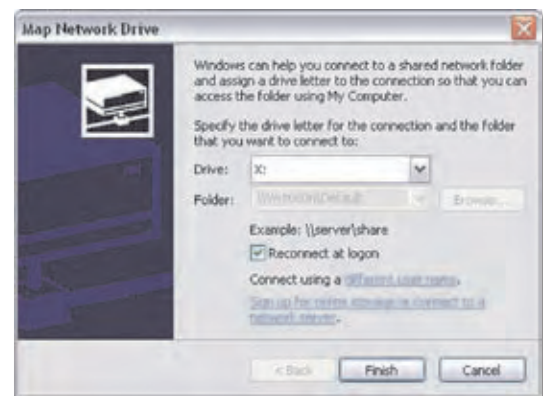 Map Network Drive
Windows can help you connect to a shared network folder
and assign a drive letter to the connection so that you can
access the folder using My Computer.
Specify the drive letter for the connection and the folder
that you want to connect to:
Drive: X:
Folder: Browse...
Example: \\server\share
Reconnect at logon
Connect using a different user name.
Sign up for online storage or connect to a
network server.
< Back Finish Cancel